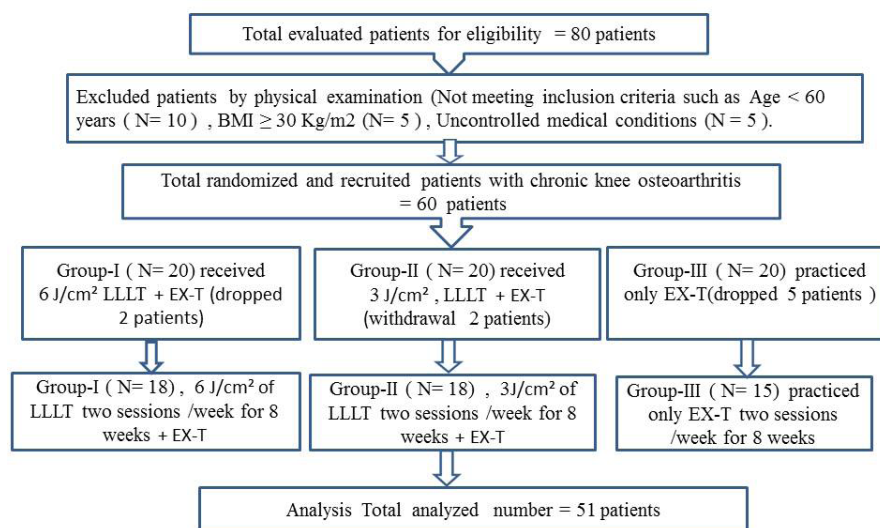 Total evaluated patients for eligibility = 80 patients
Excluded patients by physical examination (Not meeting inclusion criteria such as Age < 60
years ( N= 10 ) , BMI ≥ 30 Kg/m2 (N= 5 ) , Uncontrolled medical conditions (N = 5 ).
Total randomized and recruited patients with chronic knee osteoarthritis
= 60 patients
Group-I ( N= 20) received
6 J/cm² LLLT + EX-T (dropped
2 patients)
Group-II ( N= 20) received
3 J/cm² , LLLT + EX-T
(withdrawal 2 patients)
Group-III ( N= 20) practiced
only EX-T(dropped 5 patients )
Group-I ( N= 18) , 6 J/cm² of
LLLT two sessions /week for 8
weeks + EX-T
Group-II ( N= 18) , 3J/cm² of
LLLT two sessions /week for 8
weeks + EX-T
Group-III ( N= 15) practiced
only EX-T two sessions
/week for 8 weeks
Analysis Total analyzed number = 51 patients